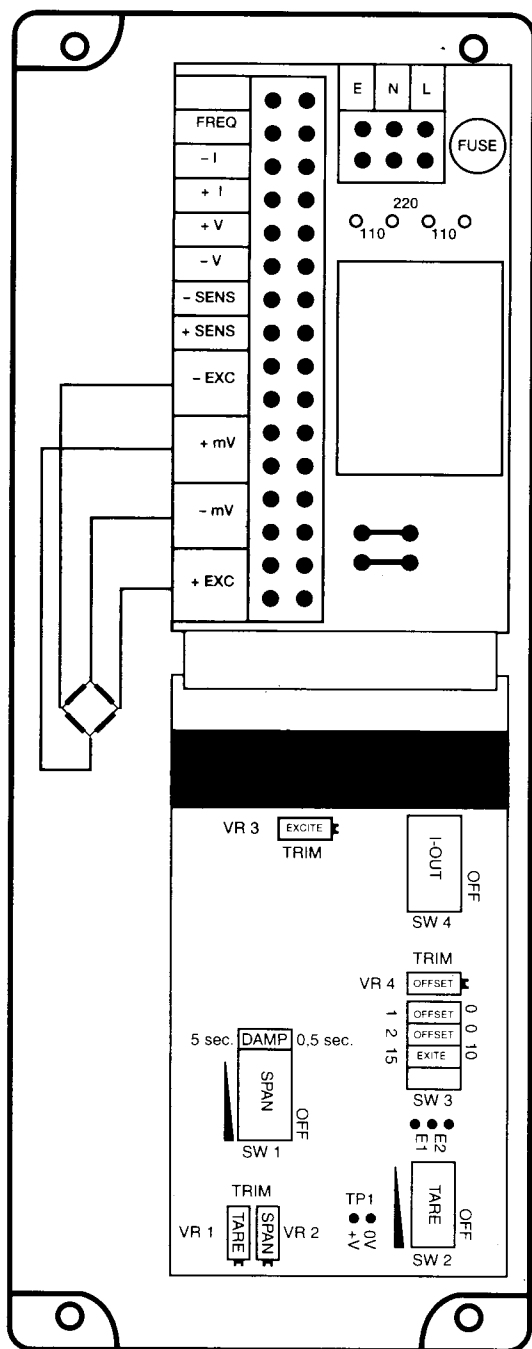 E N L
FREQ
FUSE
- I
+ I
220
110 110
+ V
- V
- SENS
+ SENS
- EXC
+ mV
- mV
+ EXC
VR 3 EXCITE
TRIM
I-OUT OFF
SW 4
TRIM
VR 4 OFFSET
1 OFFSET 0
2 OFFSET 0
15 EXITE 10
SW 3
5 sec. DAMP 0,5 sec.
SPAN OFF
SW 1
E1 E2
TRIM
VR 1 TARE SPAN VR 2
TP1
+V 0V
TARE OFF
SW 2